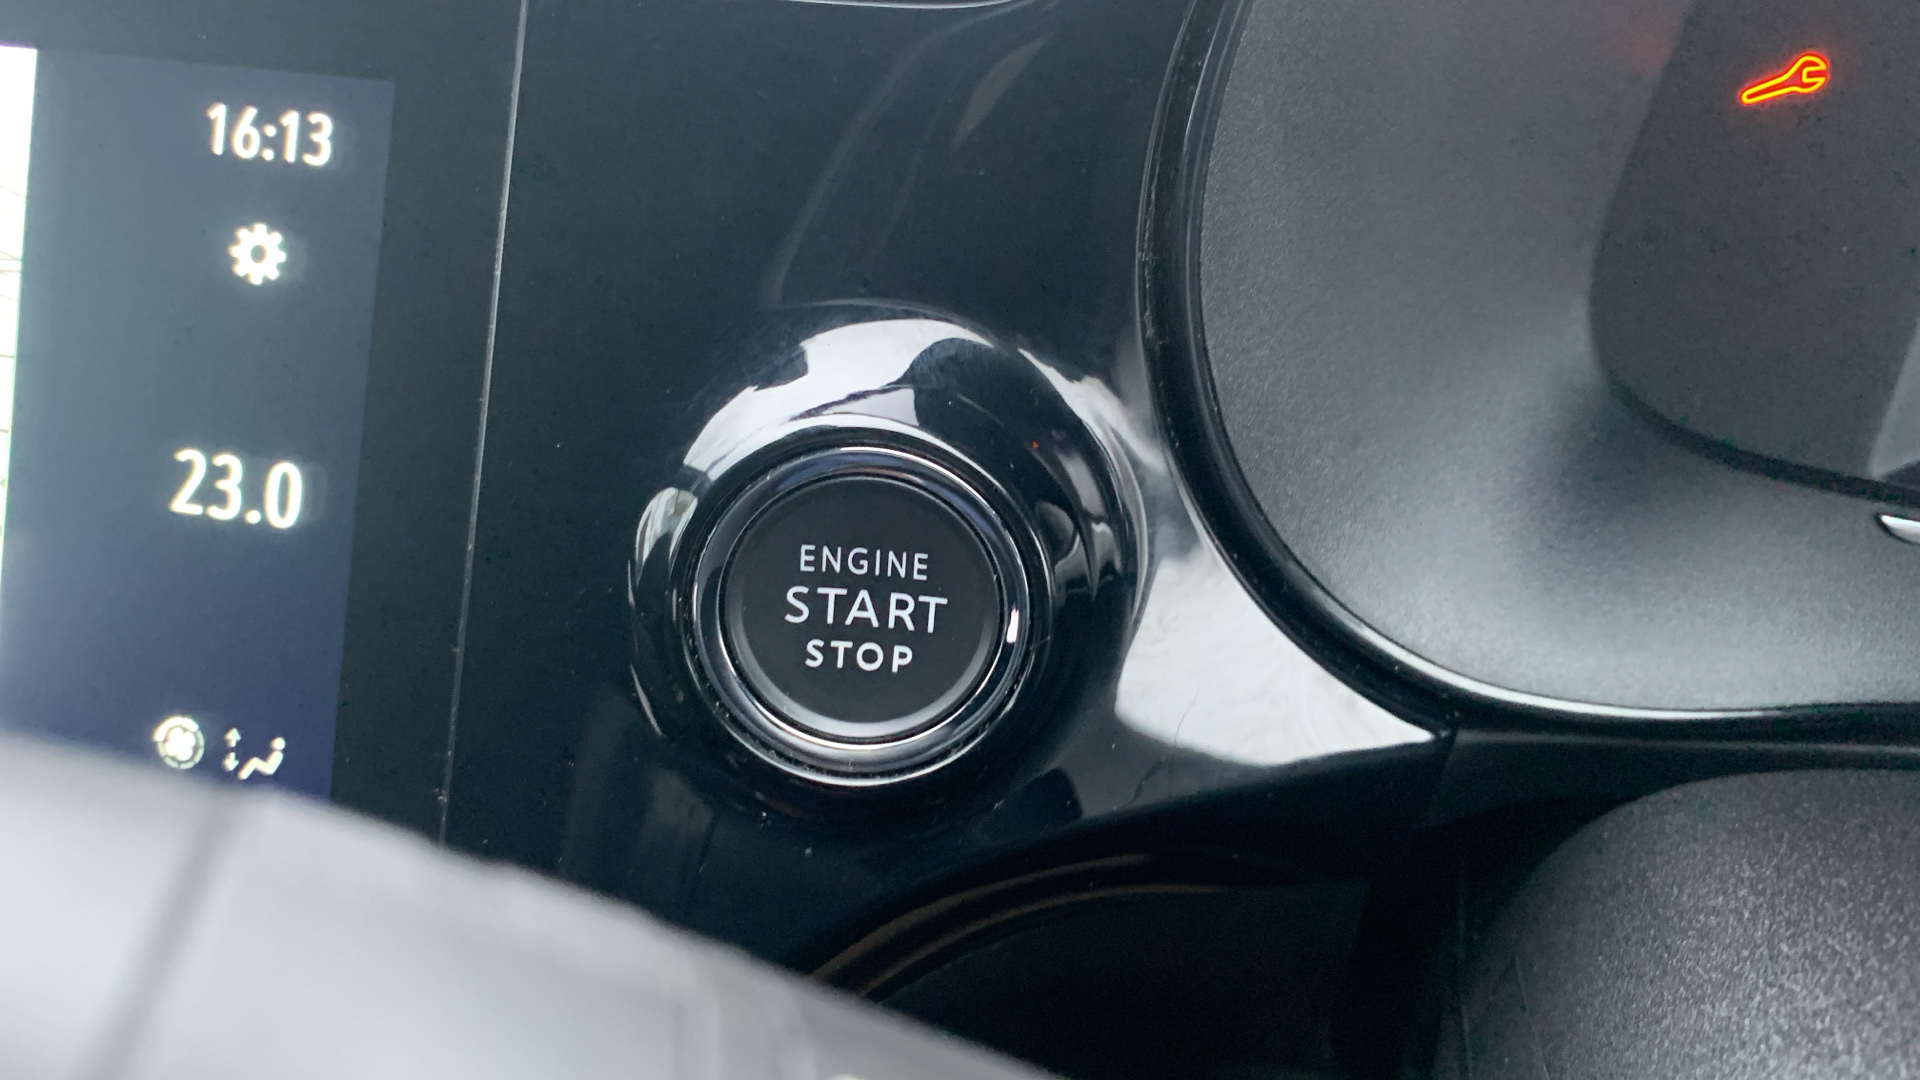 16:13
23.0
ENGINE
START
STOP